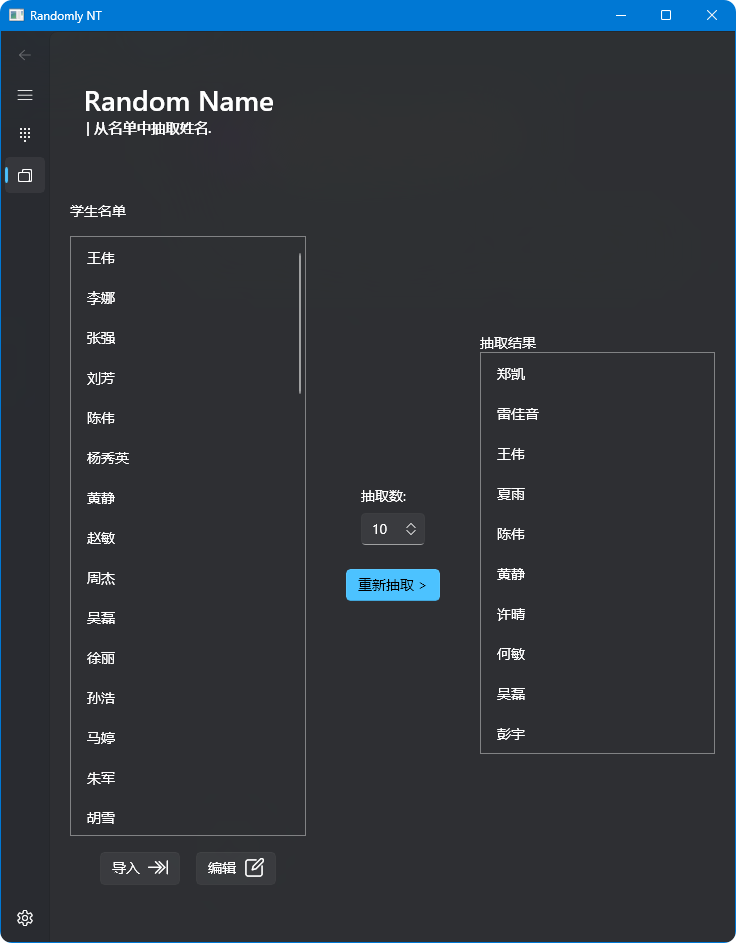 Randomly NT
Random Name
| 从名单中抽取姓名.
学生名单
王伟
李娜
张强
刘芳
陈伟
杨秀英
黄静
赵敏
周杰
吴磊
徐丽
孙浩
马婷
朱军
胡雪
导入
编辑
抽取数:
10
重新抽取 >
抽取结果
郑凯
雷佳音
王伟
夏雨
陈伟
黄静
许晴
何敏
吴磊
彭宇